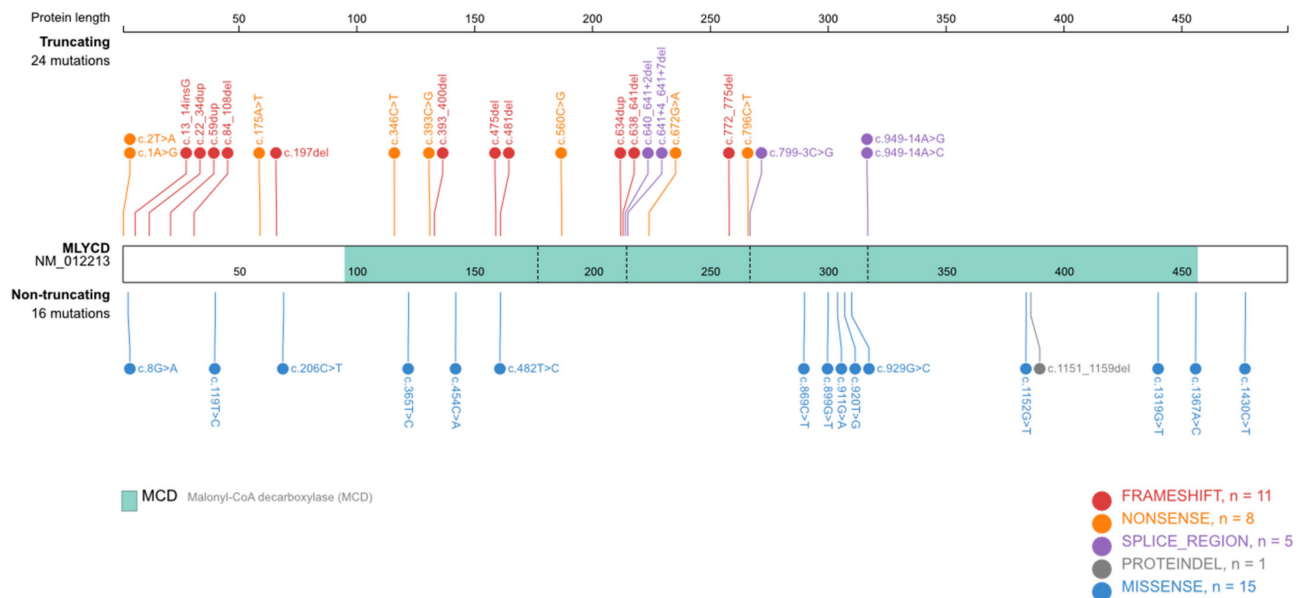 Protein length
50
100
150
200
250
300
350
400
450
Truncating
24 mutations
c.2T>A
c.1A>G
c.13_14insG
c.22_34dup
c.59dup
c.84_108del
c.175A>T
c.197del
c.346C>T
c.393C>G
c.393_400del
c.475del
c.481del
c.560C>G
c.634dup
c.638_641del
c.640_641+2del
c.641+4_641+7del
c.672G>A
c.772_775del
c.796C>T
c.799-3C>G
c.949-14A>G
c.949-14A>C
MLYCD
NM_012213
50
100
150
200
250
300
350
400
450
Non-truncating
16 mutations
c.8G>A
c.119T>C
c.206C>T
c.365T>C
c.454C>A
c.482T>C
c.869C>T
c.899G>T
c.911G>A
c.920T>G
c.929G>C
c.1152G>T
c.1151_1159del
c.1319G>T
c.1367A>C
c.1430C>T
MCD Malonyl-CoA decarboxylase (MCD)
FRAMESHIFT, n = 11
NONSENSE, n = 8
SPLICE_REGION, n = 5
PROTEINDEL, n = 1
MISSENSE, n = 15